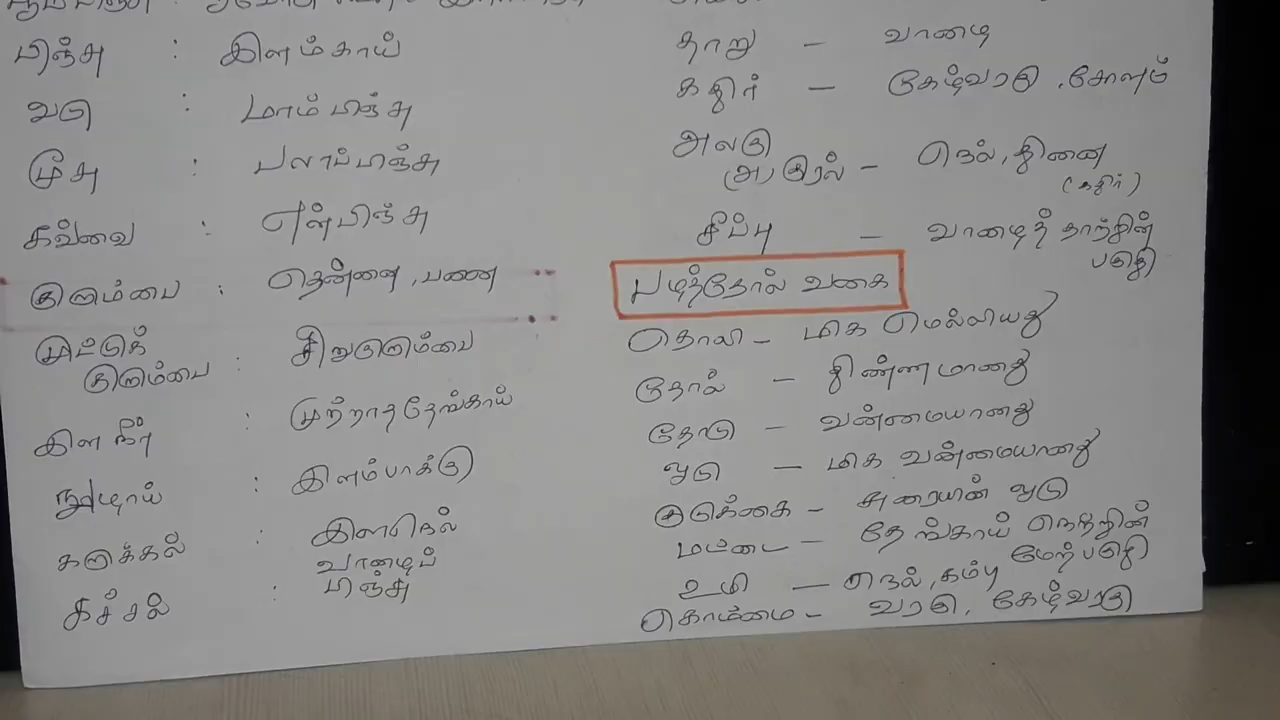 பிஞ்சு : இளம்காய்
வடு : மாம்பிஞ்சு
மூசு : பலாப்பிஞ்சு
கவ்வை : எள்பிஞ்சு
குரும்பை : தென்னை, பனை
முட்டுக்
குரும்பை : சிறுகுரும்பை
இளநீர் : முற்றாததேங்காய்
நுழாய் : இளம்பாக்கு
கருக்கல் : இளநெல்
கச்சல் : வாழைப்
பிஞ்சு
தாறு – வாழை
கதிர் – கேழ்வரகு, சோளம்
அலகு
(அ) குரல் – நெல், தினை
(கதிர்)
சீப்பு – வாழைத் தாற்றின்
பகுதி
பழத்தோல் வகை
தொலி – மிக மெல்லியது
தோல் – திண்ணமானது
தோடு – வன்மையானது
ஓடு – மிக வன்மையானது
குடுக்கை – சுரையின் ஓடு
மட்டை – தேங்காய் நெற்றின்
மேற்பகுதி
உமி – நெல், கம்பு
கொம்மை – வரகு, கேழ்வரகு